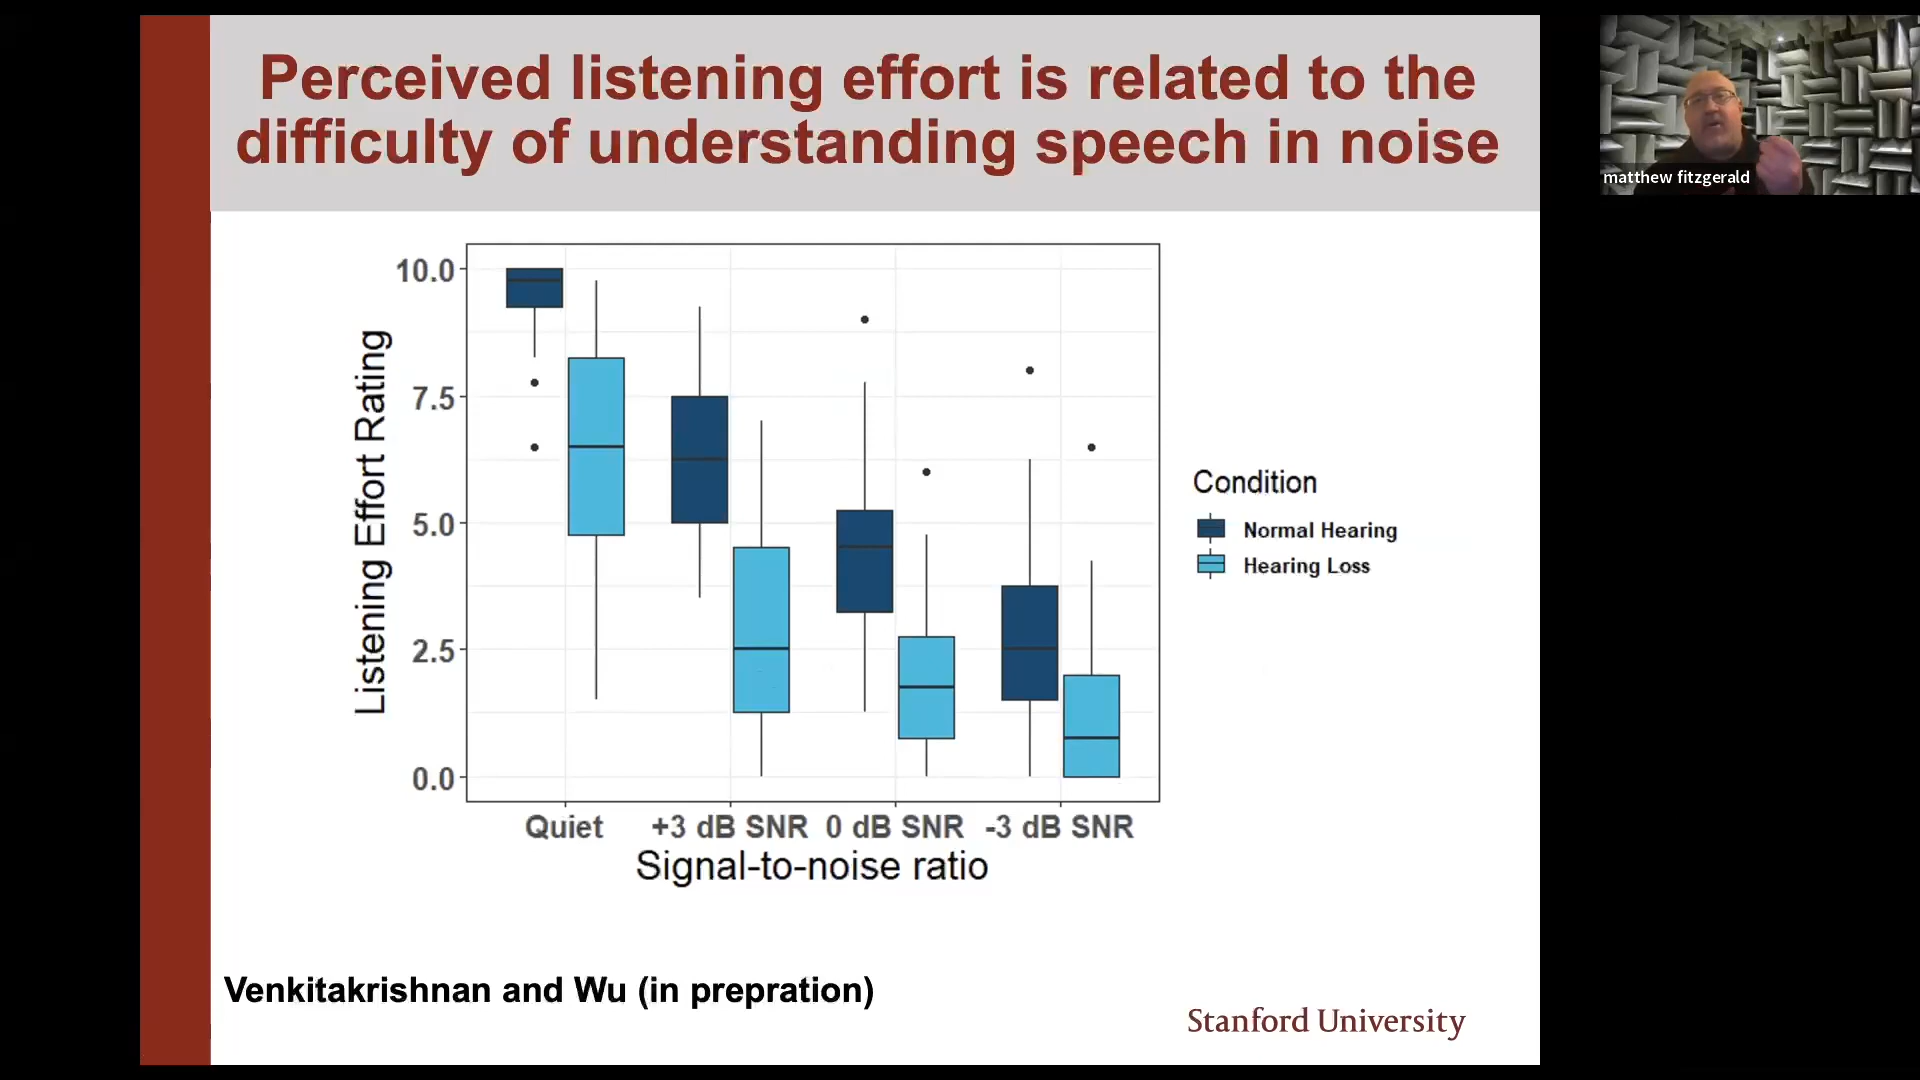 Perceived listening effort is related to the
difficulty of understanding speech in noise
matthew fitzgerald
Listening Effort Rating
10.0
7.5
5.0
2.5
0.0
Quiet
+3 dB SNR
0 dB SNR
-3 dB SNR
Signal-to-noise ratio
Condition
Normal Hearing
Hearing Loss
Venkitakrishnan and Wu (in prepration)
Stanford University